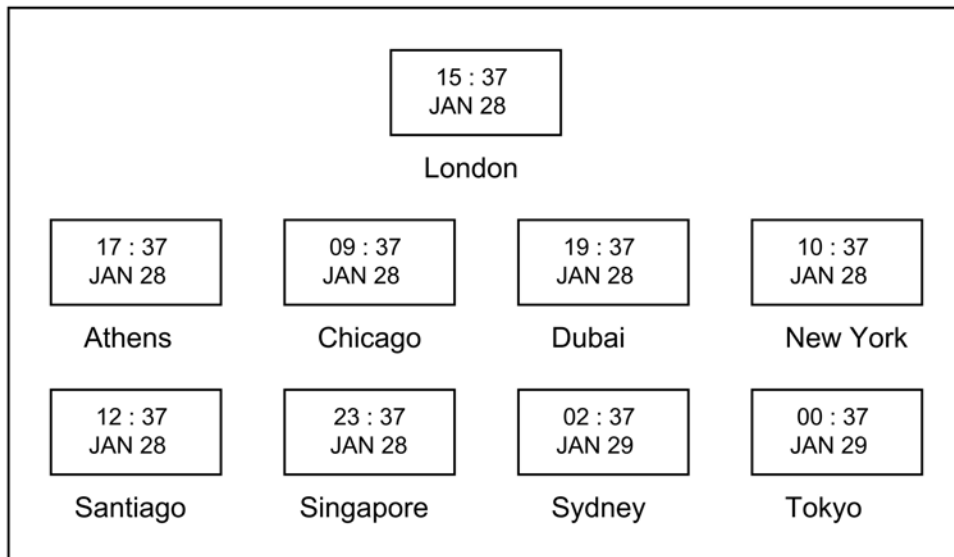 15 : 37
JAN 28
London
17 : 37
JAN 28
Athens
09 : 37
JAN 28
Chicago
19 : 37
JAN 28
Dubai
10 : 37
JAN 28
New York
12 : 37
JAN 28
Santiago
23 : 37
JAN 28
Singapore
02 : 37
JAN 29
Sydney
00 : 37
JAN 29
Tokyo